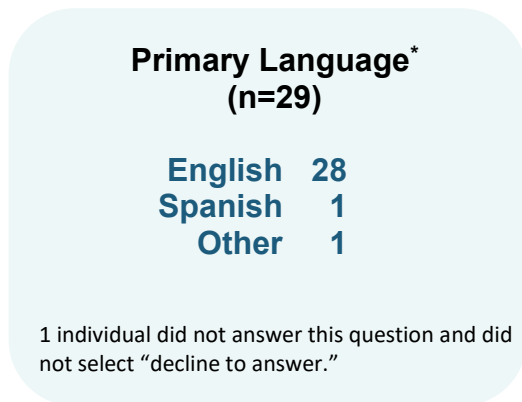 Primary Language*
(n=29)
English 28
Spanish 1
Other 1
1 individual did not answer this question and did
not select “decline to answer.”